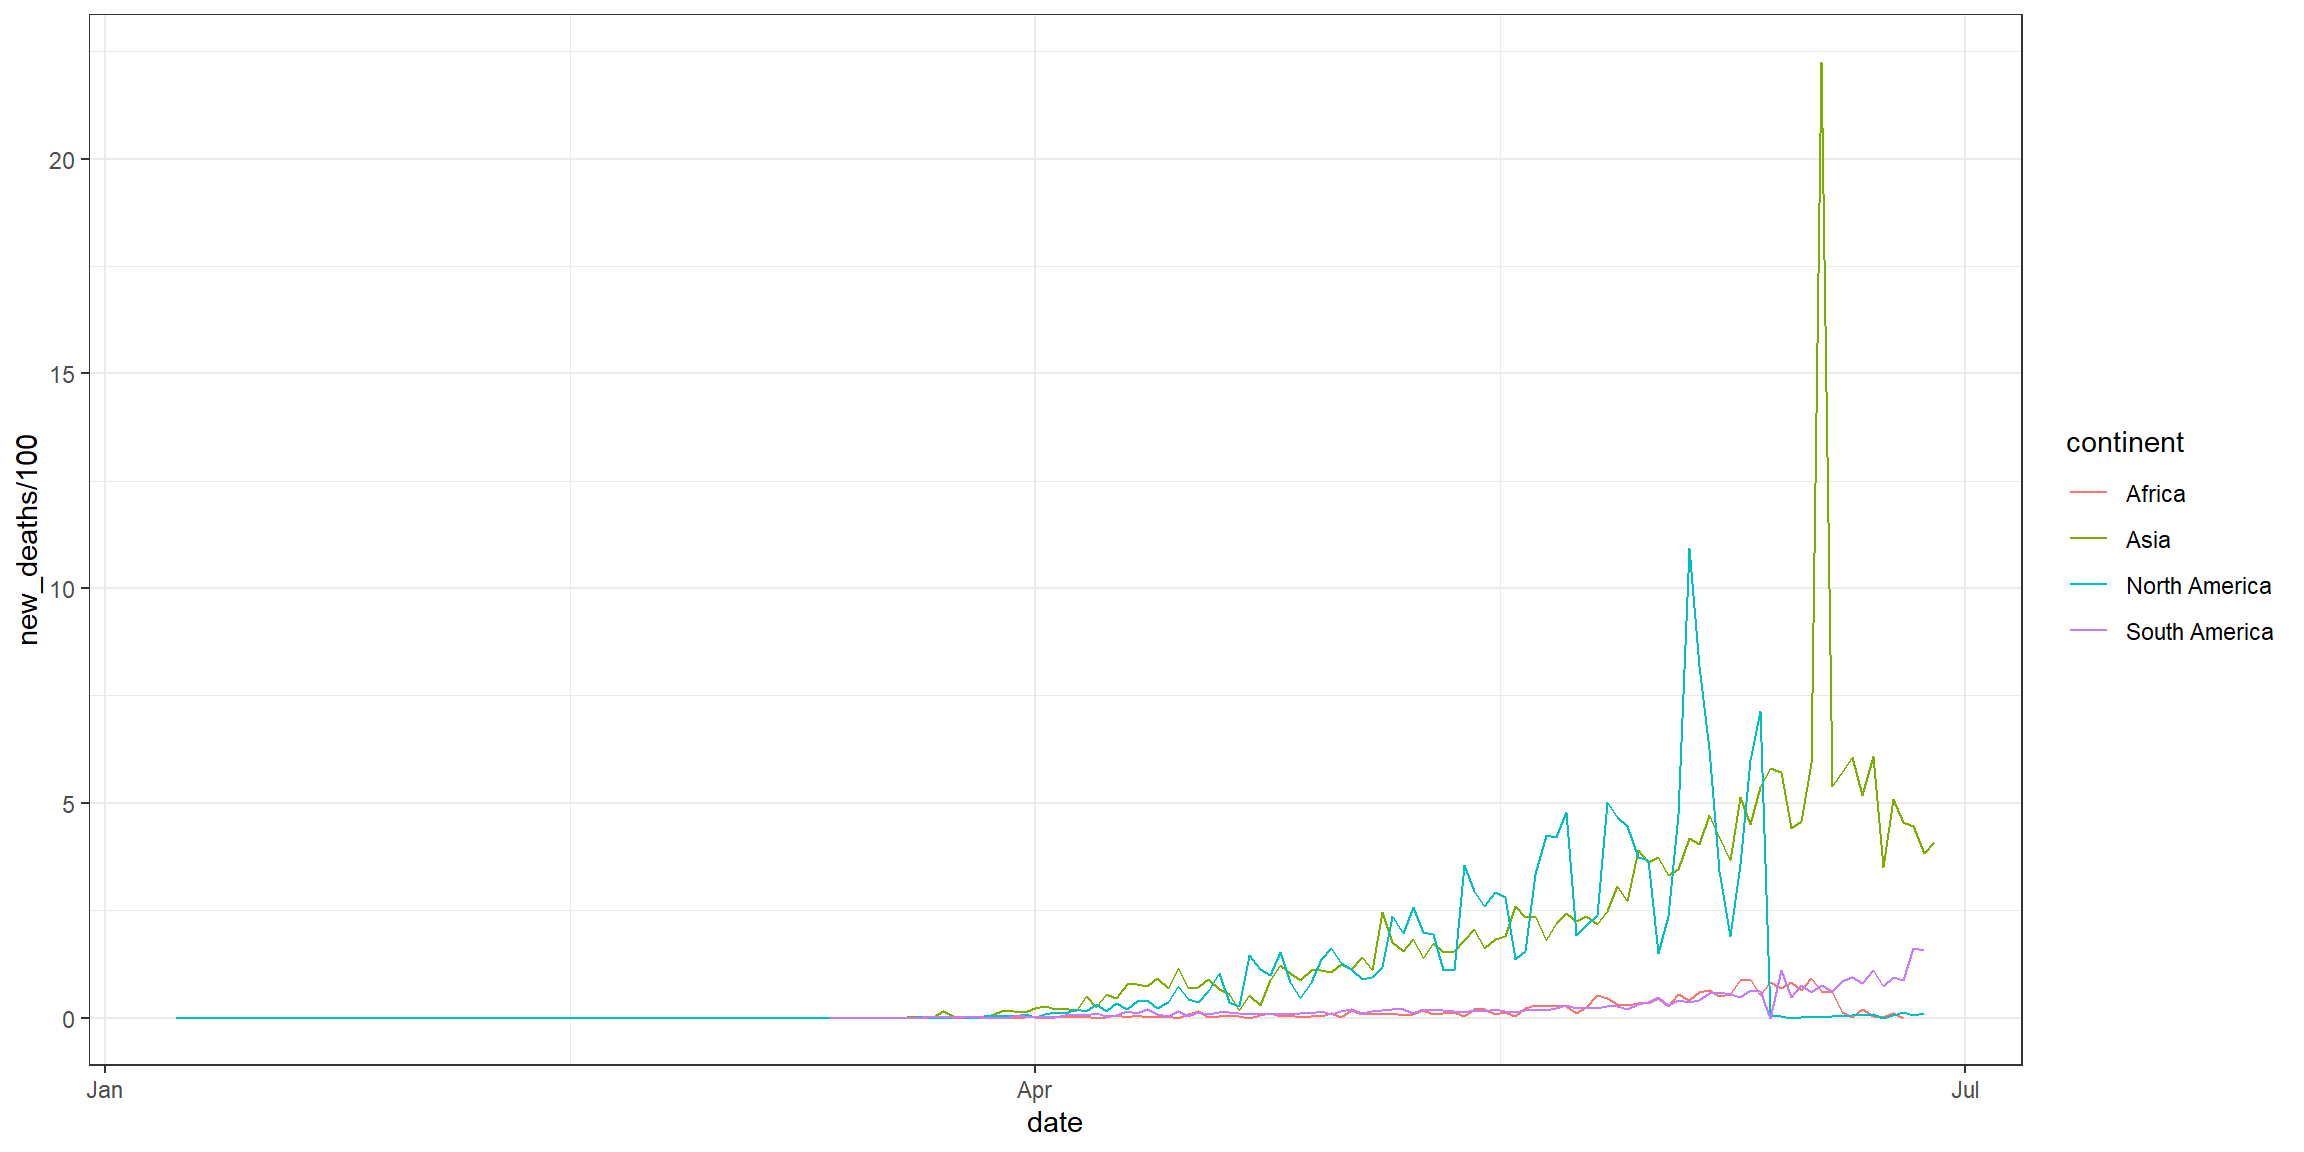 new_deaths/100
20
15
10
5
0
Jan
Apr
Jul
date
continent
Africa
Asia
North America
South America